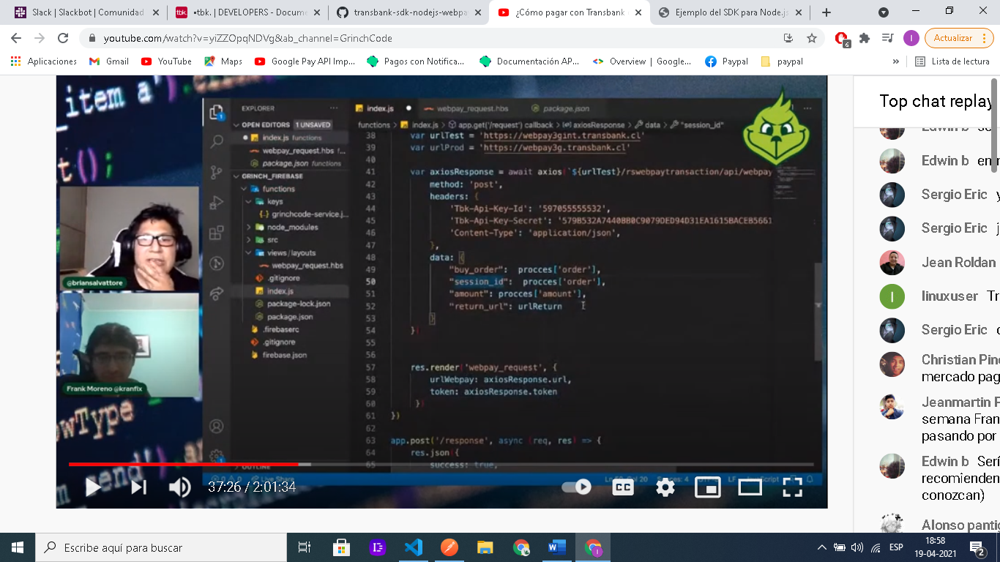 Slack | Slackbot | Comunidad
•tbk. | DEVELOPERS - Docume
transbank-sdk-nodejs-webpa
¿Cómo pagar con Transbank
Ejemplo del SDK para Node.js
youtube.com/watch?v=yiZZOpqNDVg&ab_channel=GrinchCode
6
Actualizar
Aplicaciones
Gmail
YouTube
Maps
Google Pay API Imp...
Pago con Notifica...
Documentación AP...
Overview | Google...
Paypal
paypal
»
Lista de lectura
item a'
EXPLORER
OPEN EDITORS 1 UNSAVED
index.js functions
webpay_request.hbs f...
package.json functions
GRINCH_FIREBASE
functions
keys
grinchcode-service.j...
node_modules
src
views/layouts
webpay_request.hbs
.gitignore
index.js
package-lock.json
package.json
.firebaserc
.gitignore
firebase.json
OUTLINE
@briansalvattore
Frank Moreno @kranfix
index.js
webpay_request.hbs
package.json
functions > index.js > app.get('/request') callback > axiosResponse > data > "session_id"
38 var urlTest = 'https://webpay3gint.transbank.cl'
39 var urlProd = 'https://webpay3g.transbank.cl'
40
41 var axiosResponse = await axios(`${urlTest}/rswebpaytransaction/api/webpay
42 method: 'post',
43 headers: {
44 'Tbk-Api-Key-Id': '597055555532',
45 'Tbk-Api-Key-Secret': '579B532A7440BB0C9079DED94D31EA1615BACEB5661
46 'Content-Type': 'application/json',
47 },
48 data: {
49 "buy_order": procces['order'],
50 "session_id": procces['order'],
51 "amount": procces['amount'],
52 "return_url": urlReturn
53 }
54 })
55
56
57 res.render('webpay_request', {
58 urlWebpay: axiosResponse.url,
59 token: axiosResponse.token
60 })
61 })
62
63 app.post('/response', async (req, res) => {
64 res.json({
65 success: true,
Live Share
37:26 / 2:01:34
CC
Top chat replay
Edwin b
Edwin b en r
Sergio Eric y
Sergio Eric j
Jean Roldan
linuxuser Tr
Sergio Eric
Christian Pin
mercado pag
Jeanmartin P
semana Fran
pasando por
Edwin b Serí
recomienden
conozcan)
Alonso panti
Escribe aquí para buscar
ESP
18:58
19-04-2021
2